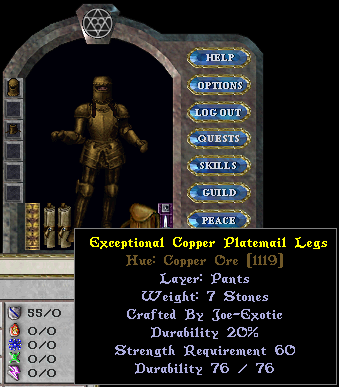 HELP
OPTIONS
LOG OUT
QUESTS
SKILLS
GUILD
PEACE
Exceptional Copper Platemail Legs
Hue: Copper Ore [1119]
Layer: Pants
Weight: 7 Stones
Crafted By Joe-Exotic
Durability 20%
Strength Requirement 60
Durability 76 / 76
55/0
0/0
0/0
0/0
0/0